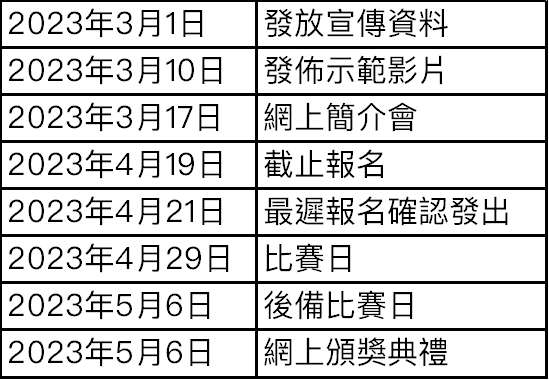 2023年3月1日 發放宣傳資料
2023年3月10日 發佈示範影片
2023年3月17日 網上簡介會
2023年4月19日 截止報名
2023年4月21日 最遲報名確認發出
2023年4月29日 比賽日
2023年5月6日 後備比賽日
2023年5月6日 網上頒獎典禮